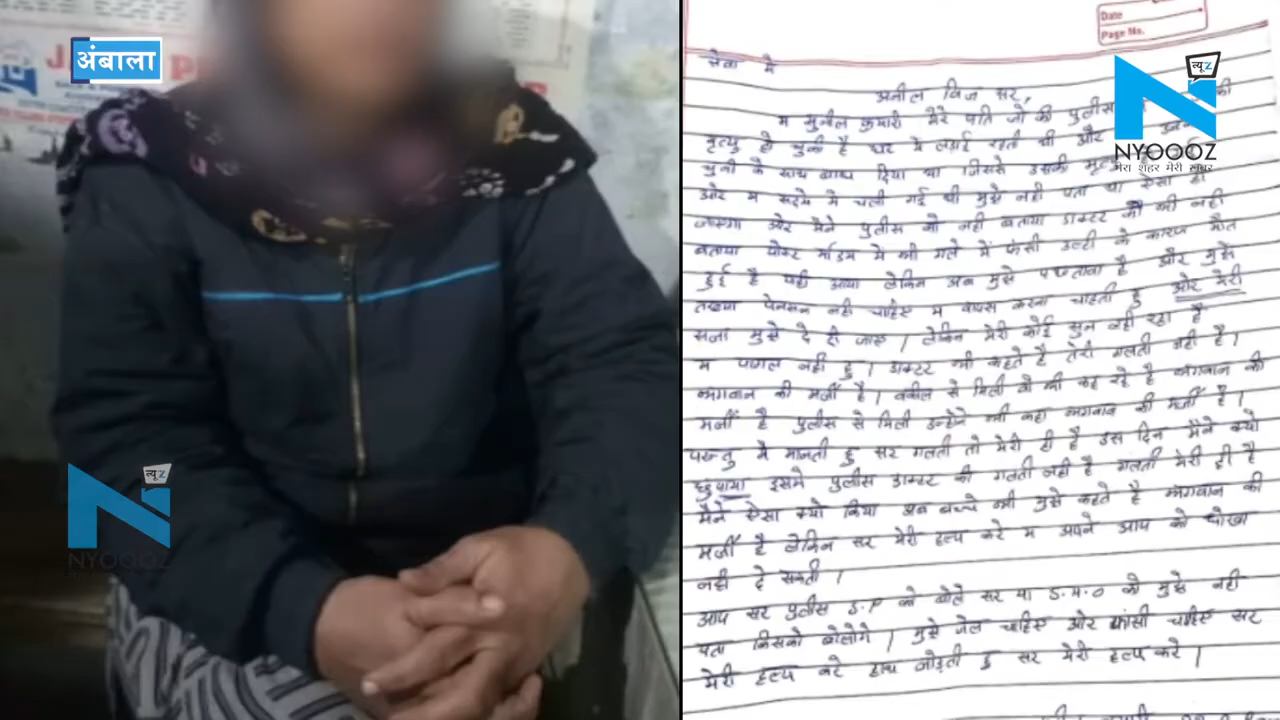 अंबाला
J P S
Date
Page No.
न्यूz
NYOOOZ
मेरा शहर मेरी खबर
सेवा मे
अनील विज सर,
म सुनील कुमारी मेरे पति जो की पुलीस की
मृत्यु हो चुकी है घर मे लड़ाई रहती थी और
चुनी के साथ बान्ध दिया था जिससे उसकी
और म सदमे मे चली गई थी मुझे नही पता था ऐसा हो
जाएगा और मैने पुलीस को नही बताया डाक्टर को भी नही
बताया पोस्ट मार्डम मे भी गले में फंसी उल्टी के कारण मौत
हुई है यही आया लेकिन अब मुझे पछतावा है और मुझे
तख्वा पेनसन नही चाहिए म वापस करना चाहती हु और मेरी
सजा मुझे दे दी जाए । लेकिन मेरी कोई सुन नही रहा है
म पागल नही हु । डाक्टर भी कहते है तेरी गलती नही है ।
भगवान की मर्जी है । वकील से मिली वो भी कह रहे है भगवान की
मर्जी है पुलीस से मिली उन्होने भी कहा भगवान की मर्जी है ।
परन्तु मे मानती हु सर गलती तो मेरी ही है उस दिन मैने क्यो
छुपाया इसमे पुलीस डाक्टर की गलती नही है गलती मेरी ही है
मैने ऐसा क्यो किया अब बच्चे भी मुझे कहते है भगवान की
मर्जी है लेकिन सर मेरी हल्प करे म अपने आप को धोखा
नही दे सकती ।
आप सर पुलीस S.P को बोले सर या S.H.O को मुझे नही
पता किसको बोलोगे । मुझे जेल चाहिए और फांसी चाहिए सर
मेरी हल्प करे हाथ जोड़ती हु सर मेरी हल्प करे ।
न्यूz
NYOOOZ